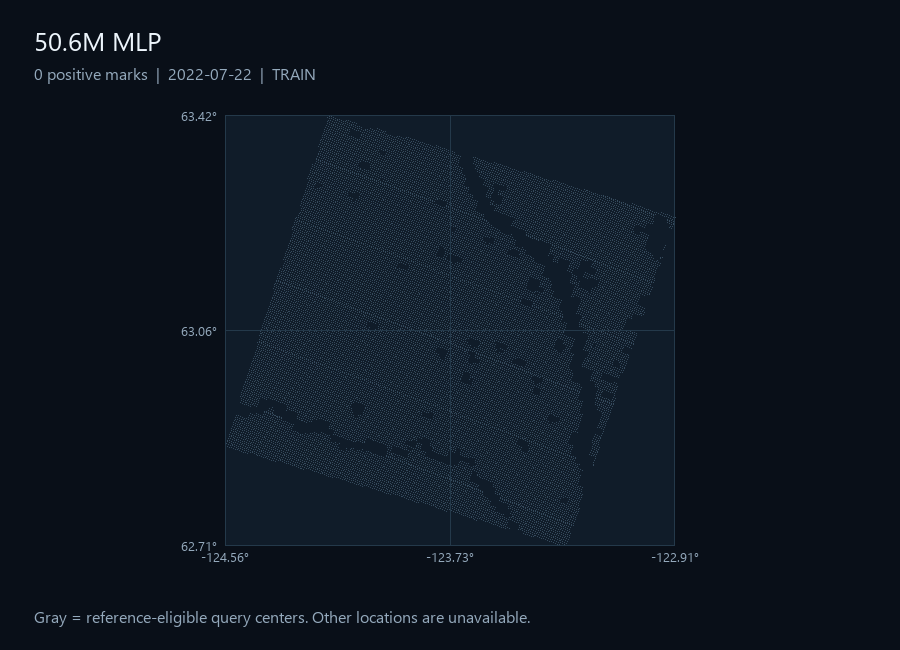 50.6M MLP
0 positive marks | 2022-07-22 | TRAIN
63.42°
63.06°
62.71°
-124.56°
-123.73°
-122.91°
Gray = reference-eligible query centers. Other locations are unavailable.